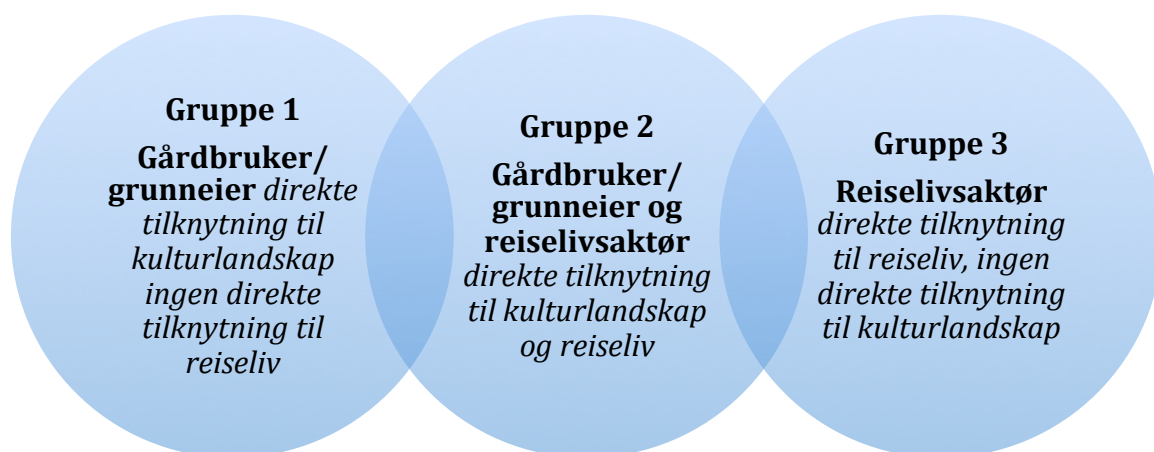 Gruppe 1
Gårdbruker/
grunneier direkte
tilknytning til
kulturlandskap
ingen direkte
tilknytning til
reiseliv
Gruppe 2
Gårdbruker/
grunneier og
reiselivsaktør
direkte tilknytning
til kulturlandskap
og reiseliv
Gruppe 3
Reiselivsaktør
direkte tilknytning
til reiseliv, ingen
direkte tilknytning
til kulturlandskap